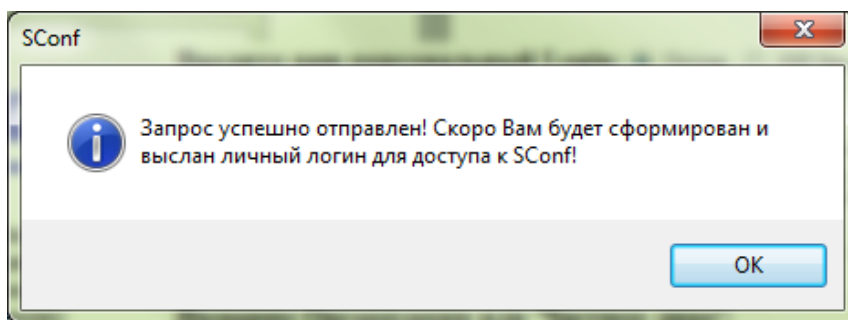 SConf
Запрос успешно отправлен! Скоро Вам будет сформирован и
выслан личный логин для доступа к SConf!
OK